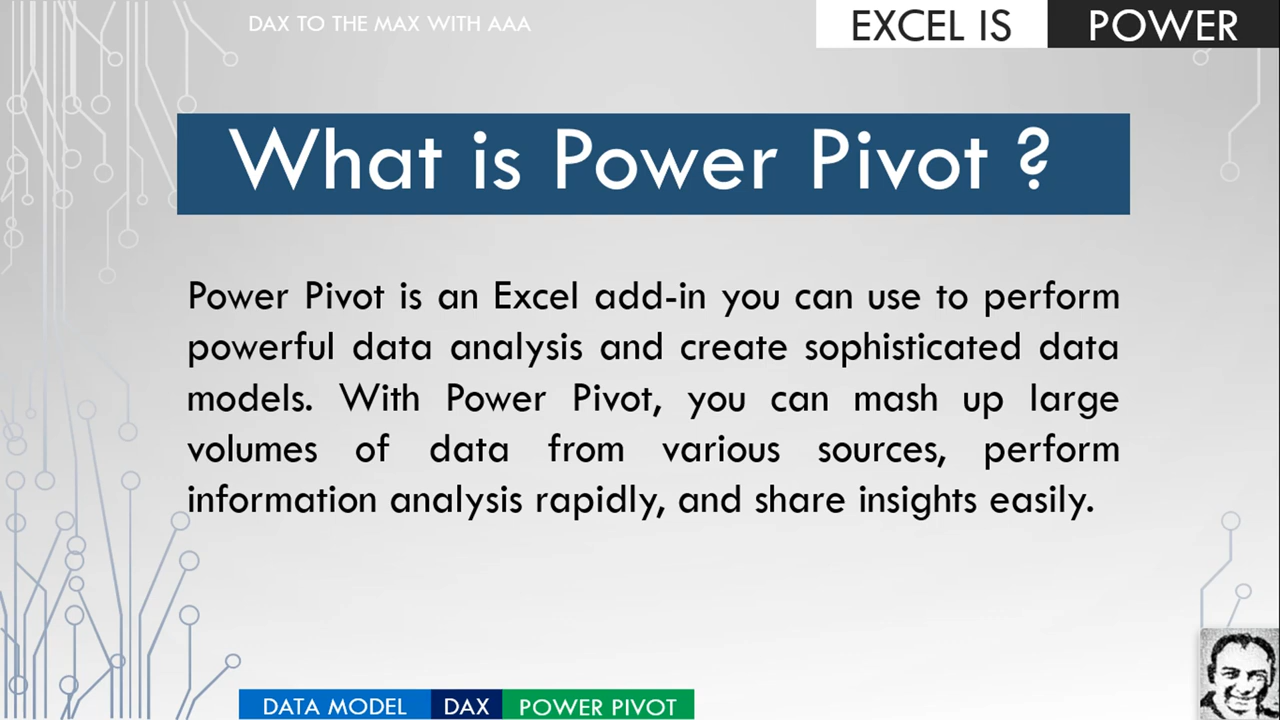 DAX TO THE MAX WITH AAA
EXCEL IS POWER
What is Power Pivot ?
Power Pivot is an Excel add-in you can use to perform
powerful data analysis and create sophisticated data
models. With Power Pivot, you can mash up large
volumes of data from various sources, perform
information analysis rapidly, and share insights easily.
DATA MODEL DAX POWER PIVOT